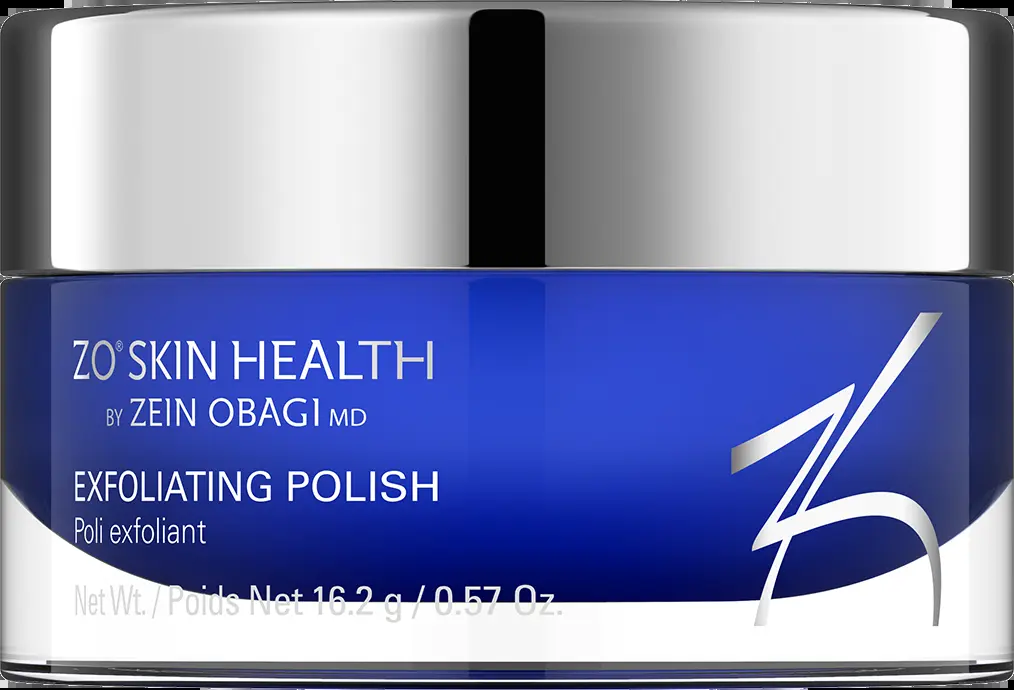 ZO® SKIN HEALTH
BY ZEIN OBAGI MD
EXFOLIATING POLISH
Poli exfoliant
Net Wt. / Poids Net 16.2 g / 0.57 Oz.